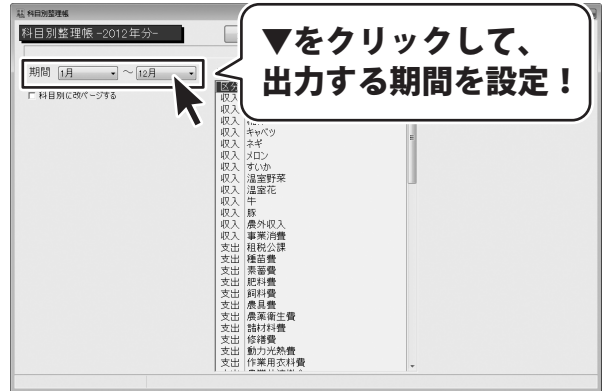 科目別整理帳
科目別整理帳 -2012年分-
▼をクリックして、
出力する期間を設定！
期間 1月 ～ 12月
科目別に改ページする
区分
収入
収入
収入
収入 キャベツ
収入 ネギ
収入 メロン
収入 すいか
収入 温室野菜
収入 温室花
収入 牛
収入 豚
収入 農外収入
収入 事業消費
支出 租税公課
支出 種苗費
支出 素畜費
支出 肥料費
支出 飼料費
支出 農具費
支出 農薬衛生費
支出 諸材料費
支出 修繕費
支出 動力光熱費
支出 作業用衣料費